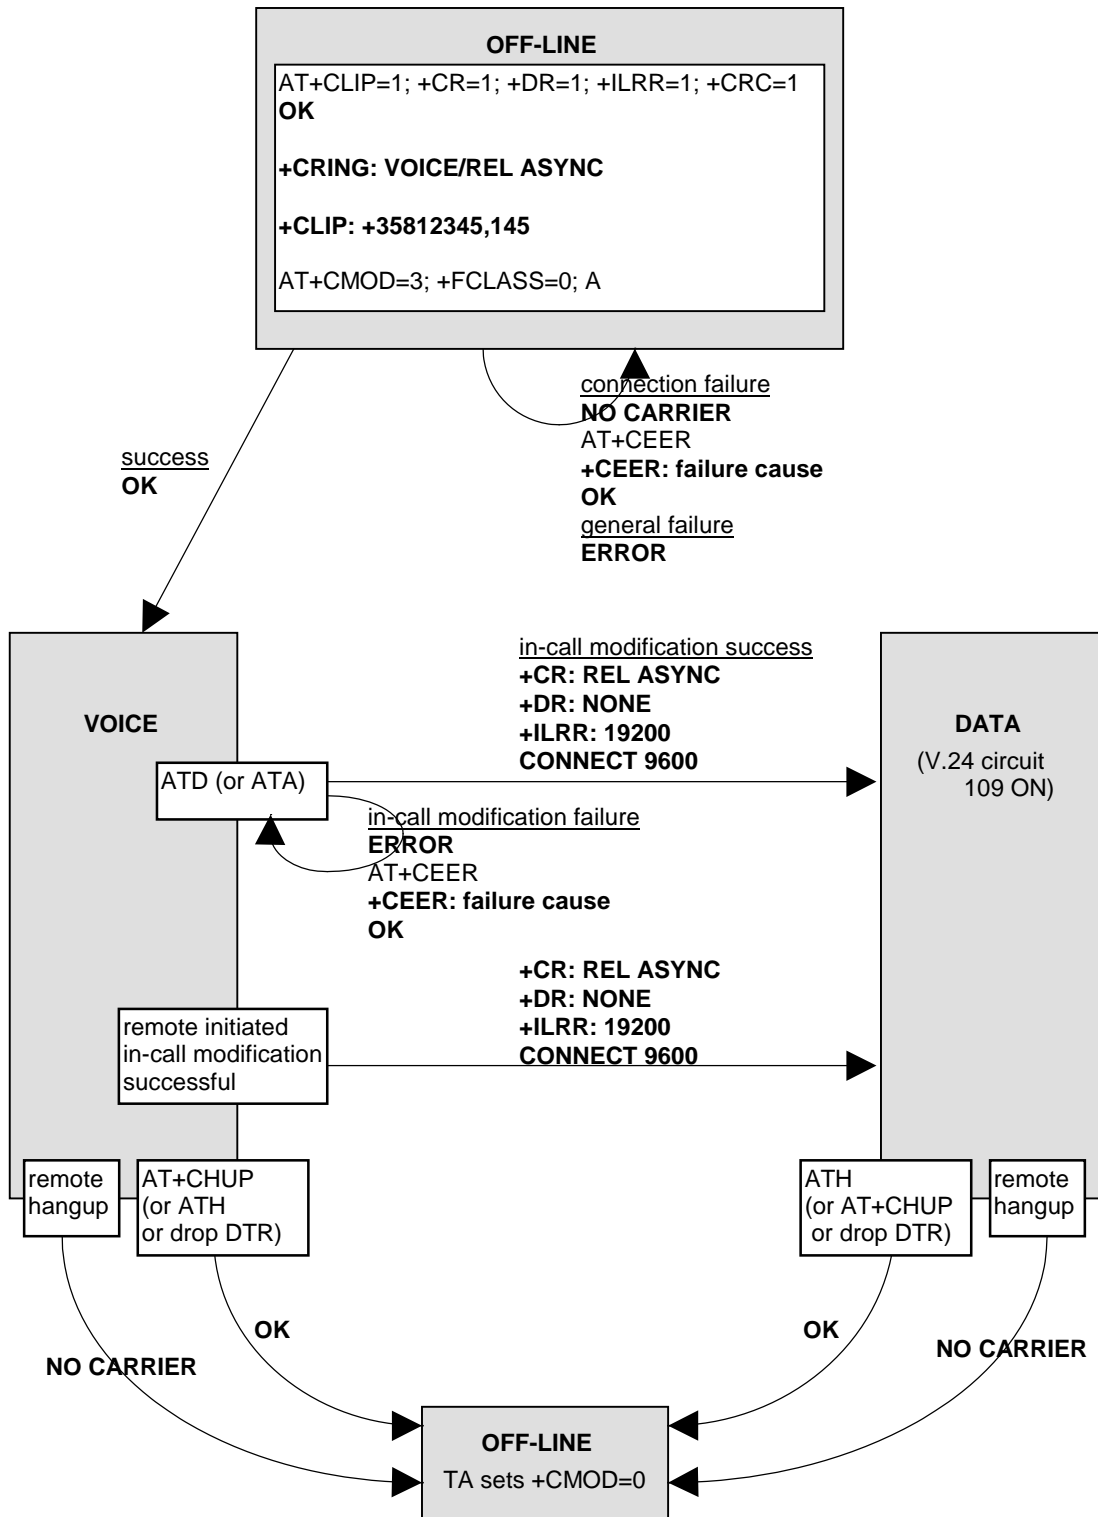 OFF-LINE
AT+CLIP=1; +CR=1; +DR=1; +ILRR=1; +CRC=1
OK
+CRING: VOICE/REL ASYNC
+CLIP: +35812345,145
AT+CMOD=3; +FCLASS=0; A
connection failure
NO CARRIER
AT+CEER
+CEER: failure cause
OK
general failure
ERROR
success
OK
VOICE
ATD (or ATA)
in-call modification success
+CR: REL ASYNC
+DR: NONE
+ILRR: 19200
CONNECT 9600
DATA
(V.24 circuit
109 ON)
in-call modification failure
ERROR
AT+CEER
+CEER: failure cause
OK
remote initiated
in-call modification
successful
+CR: REL ASYNC
+DR: NONE
+ILRR: 19200
CONNECT 9600
remote
hangup
AT+CHUP
(or ATH
or drop DTR)
ATH
(or AT+CHUP
or drop DTR)
remote
hangup
NO CARRIER
OK
OK
NO CARRIER
OFF-LINE
TA sets +CMOD=0